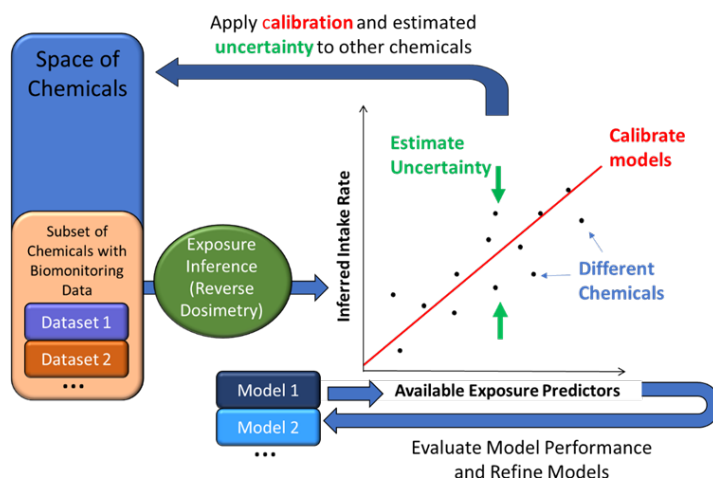 Apply calibration and estimated
uncertainty to other chemicals
Space of
Chemicals
Subset of
Chemicals with
Biomonitoring
Data
Dataset 1
Dataset 2
...
Exposure
Inference
(Reverse
Dosimetry)
Inferred Intake Rate
Estimate
Uncertainty
Calibrate
models
Different
Chemicals
Available Exposure Predictors
Model 1
Model 2
...
Evaluate Model Performance
and Refine Models